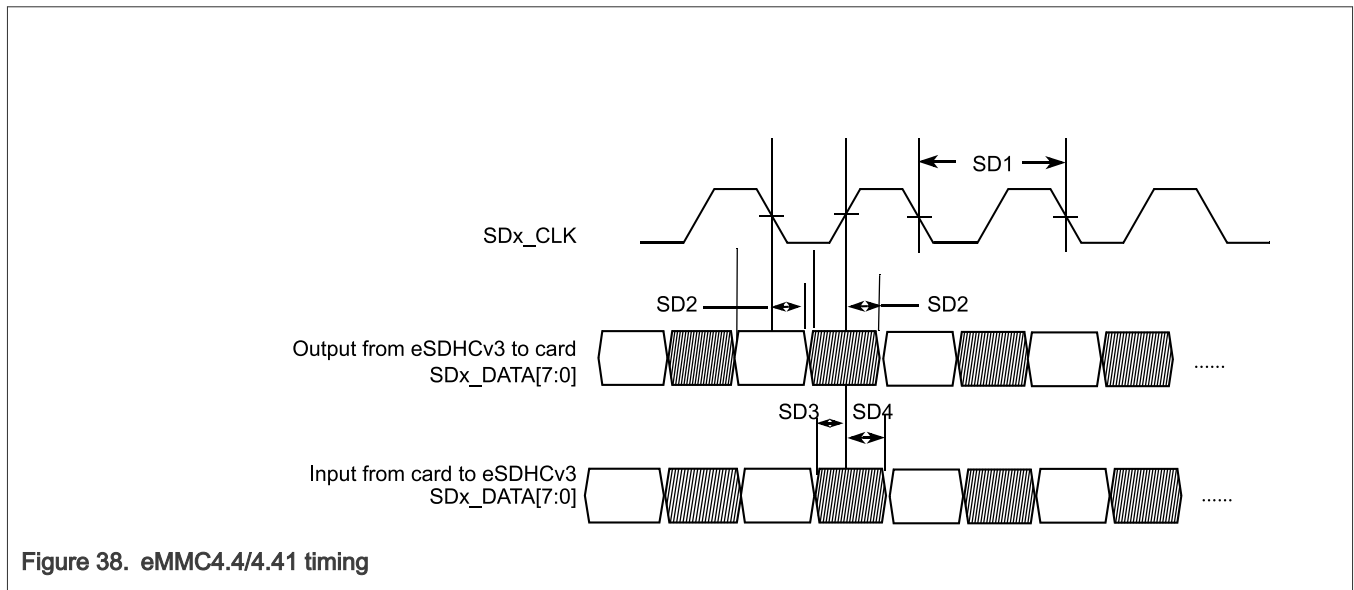 SD1
SDx_CLK
SD2
SD2
Output from eSDHCv3 to card
SDx_DATA[7:0]
......
SD3
SD4
Input from card to eSDHCv3
SDx_DATA[7:0]
......
Figure 38. eMMC4.4/4.41 timing